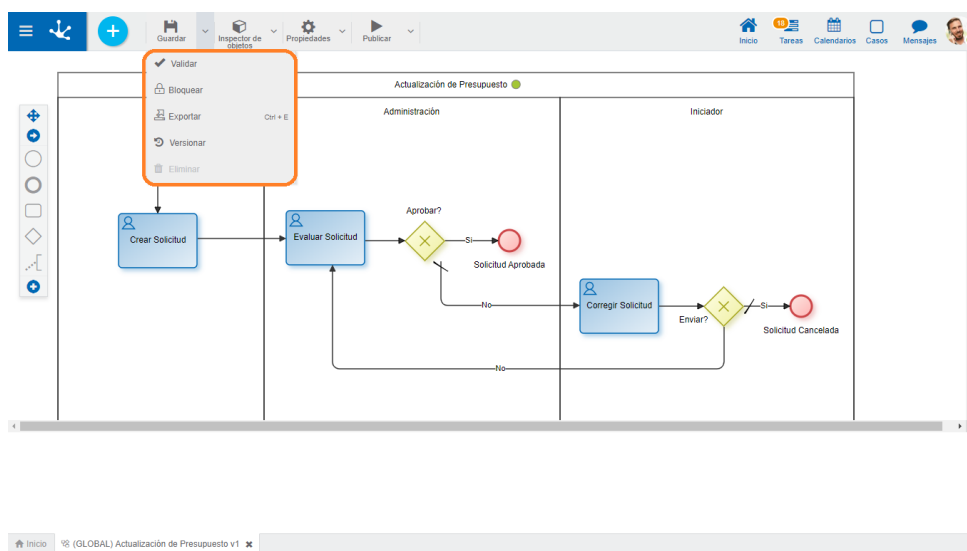 Guardar
Inspector de
objetos
Propiedades
Publicar
Inicio
18
Tareas
Calendarios
Casos
Mensajes
Validar
Bloquear
Exportar Ctrl + E
Versionar
Eliminar
Actualización de Presupuesto
Administración
Iniciador
Crear Solicitud
Evaluar Solicitud
Aprobar?
Si
Solicitud Aprobada
No
Corregir Solicitud
Enviar?
Si
Solicitud Cancelada
No
Inicio
(GLOBAL) Actualización de Presupuesto v1